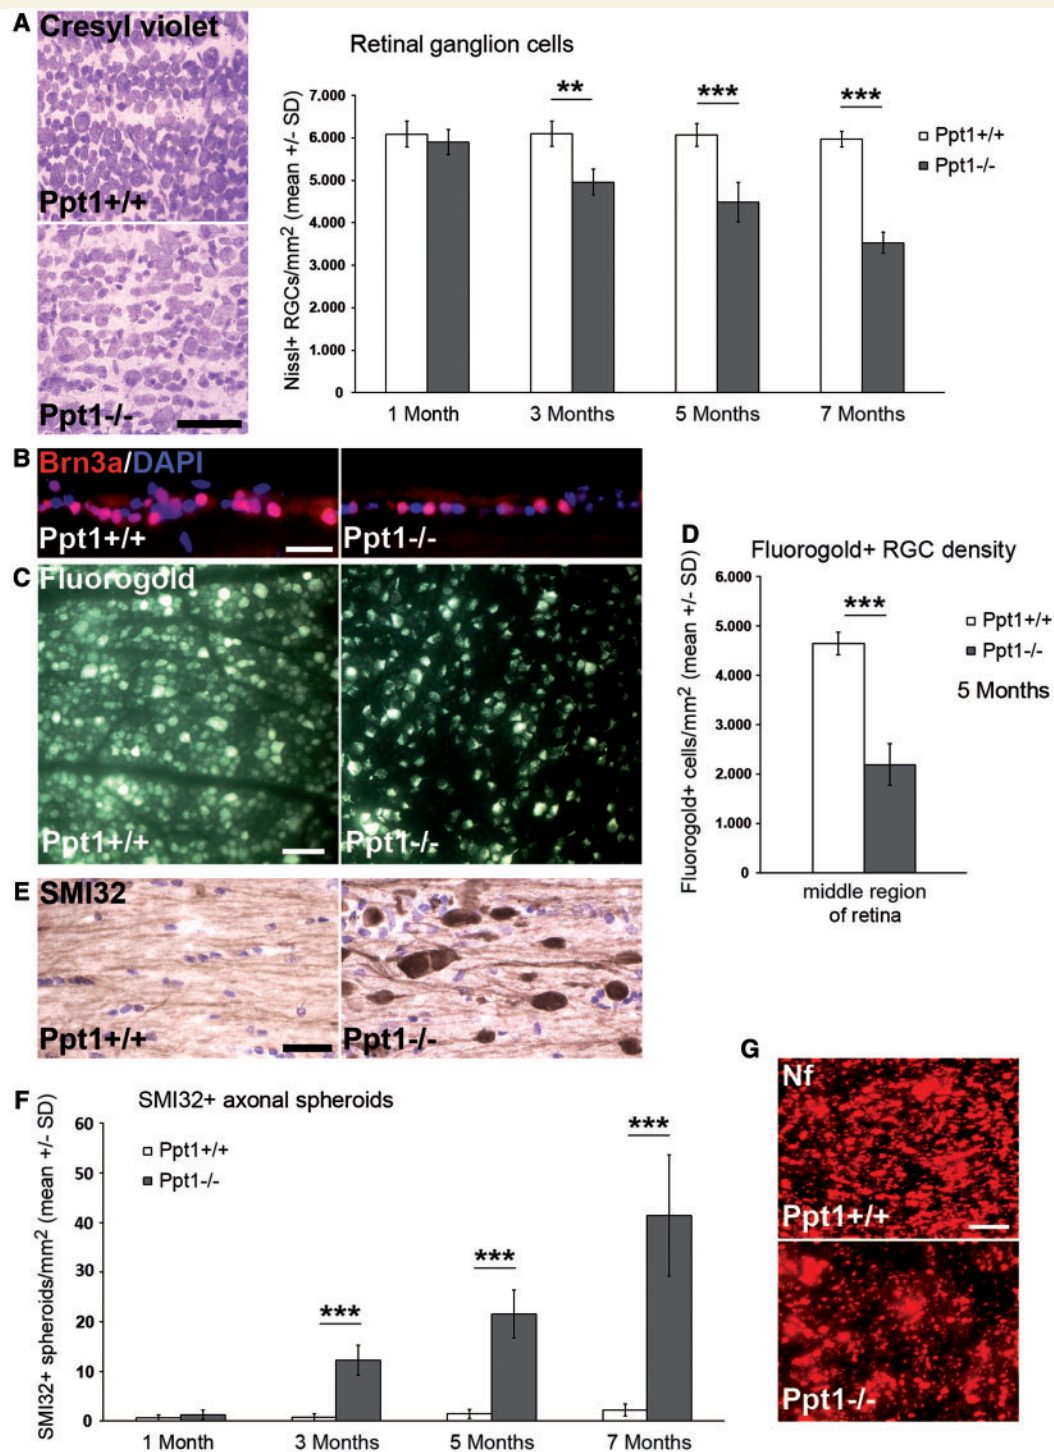 A
Cresyl violet
Ppt1+/+
Ppt1-/-
Retinal ganglion cells
Nissl+ RGCs/mm² (mean +/- SD)
7.000
6.000
5.000
4.000
3.000
2.000
1.000
0
**
***
***
Ppt1+/+
Ppt1-/-
1 Month
3 Months
5 Months
7 Months
B
Brn3a/DAPI
Ppt1+/+
Ppt1-/-
C
Fluorogold
Ppt1+/+
Ppt1-/-
D
Fluorogold+ RGC density
Fluorogold+ cells/mm² (mean +/- SD)
6.000
5.000
4.000
3.000
2.000
1.000
0
***
Ppt1+/+
Ppt1-/-
5 Months
middle region
of retina
E
SMI32
Ppt1+/+
Ppt1-/-
F
SMI32+ axonal spheroids
SMI32+ spheroids/mm² (mean +/- SD)
60
50
40
30
20
10
0
Ppt1+/+
Ppt1-/-
***
***
***
1 Month
3 Months
5 Months
7 Months
G
Nf
Ppt1+/+
Ppt1-/-